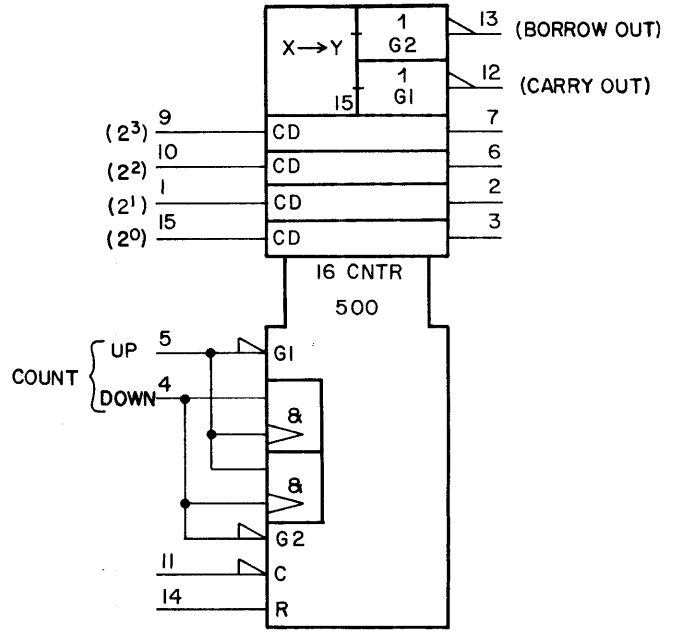 X→Y
1
G2
13 (BORROW OUT)
15
1
G1
12 (CARRY OUT)
(2³) 9 CD 7
(2²) 10 CD 6
(2¹) 1 CD 2
(2⁰) 15 CD 3
16 CNTR
500
COUNT
UP 5 G1
DOWN 4
&
&
G2
11 C
14 R